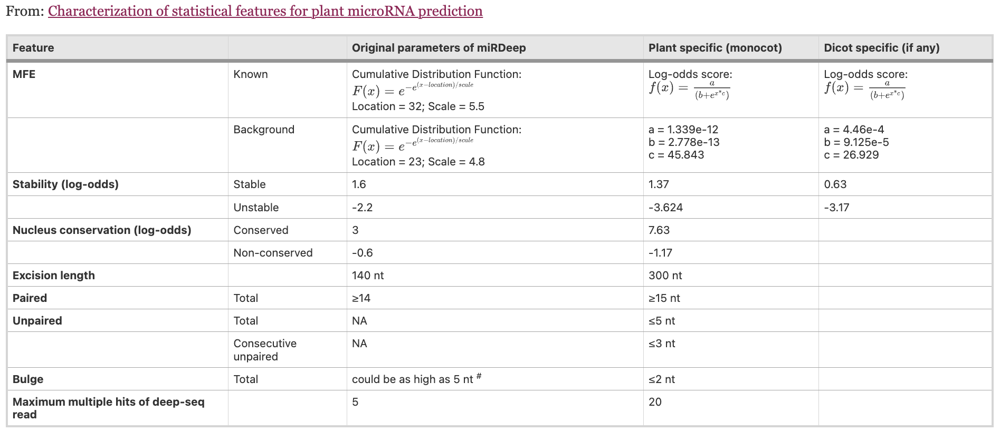 From: Characterization of statistical features for plant microRNA prediction
Feature Original parameters of miRDeep Plant specific (monocot) Dicot specific (if any)
MFE Known Cumulative Distribution Function: Log-odds score: Log-odds score:
F(x) = e^{-e^{(x-location)/scale}} f(x) = a/(b+e^{x*c}) f(x) = a/(b+e^{x*c})
Location = 32; Scale = 5.5
Background Cumulative Distribution Function: a = 1.339e-12 a = 4.46e-4
F(x) = e^{-e^{(x-location)/scale}} b = 2.778e-13 b = 9.125e-5
Location = 23; Scale = 4.8 c = 45.843 c = 26.929
Stability (log-odds) Stable 1.6 1.37 0.63
Unstable -2.2 -3.624 -3.17
Nucleus conservation (log-odds) Conserved 3 7.63
Non-conserved -0.6 -1.17
Excision length 140 nt 300 nt
Paired Total ≥14 ≥15 nt
Unpaired Total NA ≤5 nt
Consecutive NA ≤3 nt
unpaired
Bulge Total could be as high as 5 nt # ≤2 nt
Maximum multiple hits of deep-seq 5 20
read